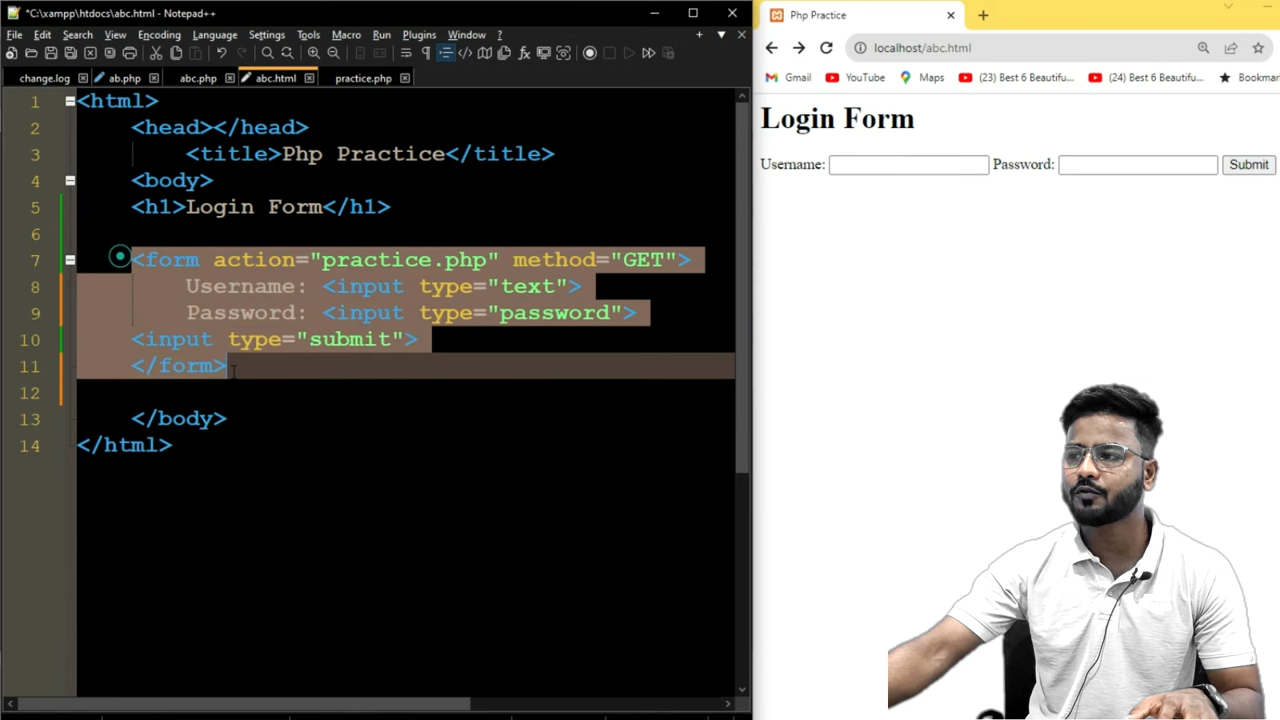 *C:\xampp\htdocs\abc.html - Notepad++
File Edit Search View Encoding Language Settings Tools Macro Run Plugins Window ?
change.log ab.php abc.php abc.html practice.php
1 <html>
2 <head></head>
3 <title>Php Practice</title>
4 <body>
5 <h1>Login Form</h1>
6
7 <form action="practice.php" method="GET">
8 Username: <input type="text">
9 Password: <input type="password">
10 <input type="submit">
11 </form>
12
13 </body>
14 </html>
Php Practice
localhost/abc.html
Gmail YouTube Maps (23) Best 6 Beautifu... (24) Best 6 Beautifu... Bookmar
Login Form
Username: Password: Submit